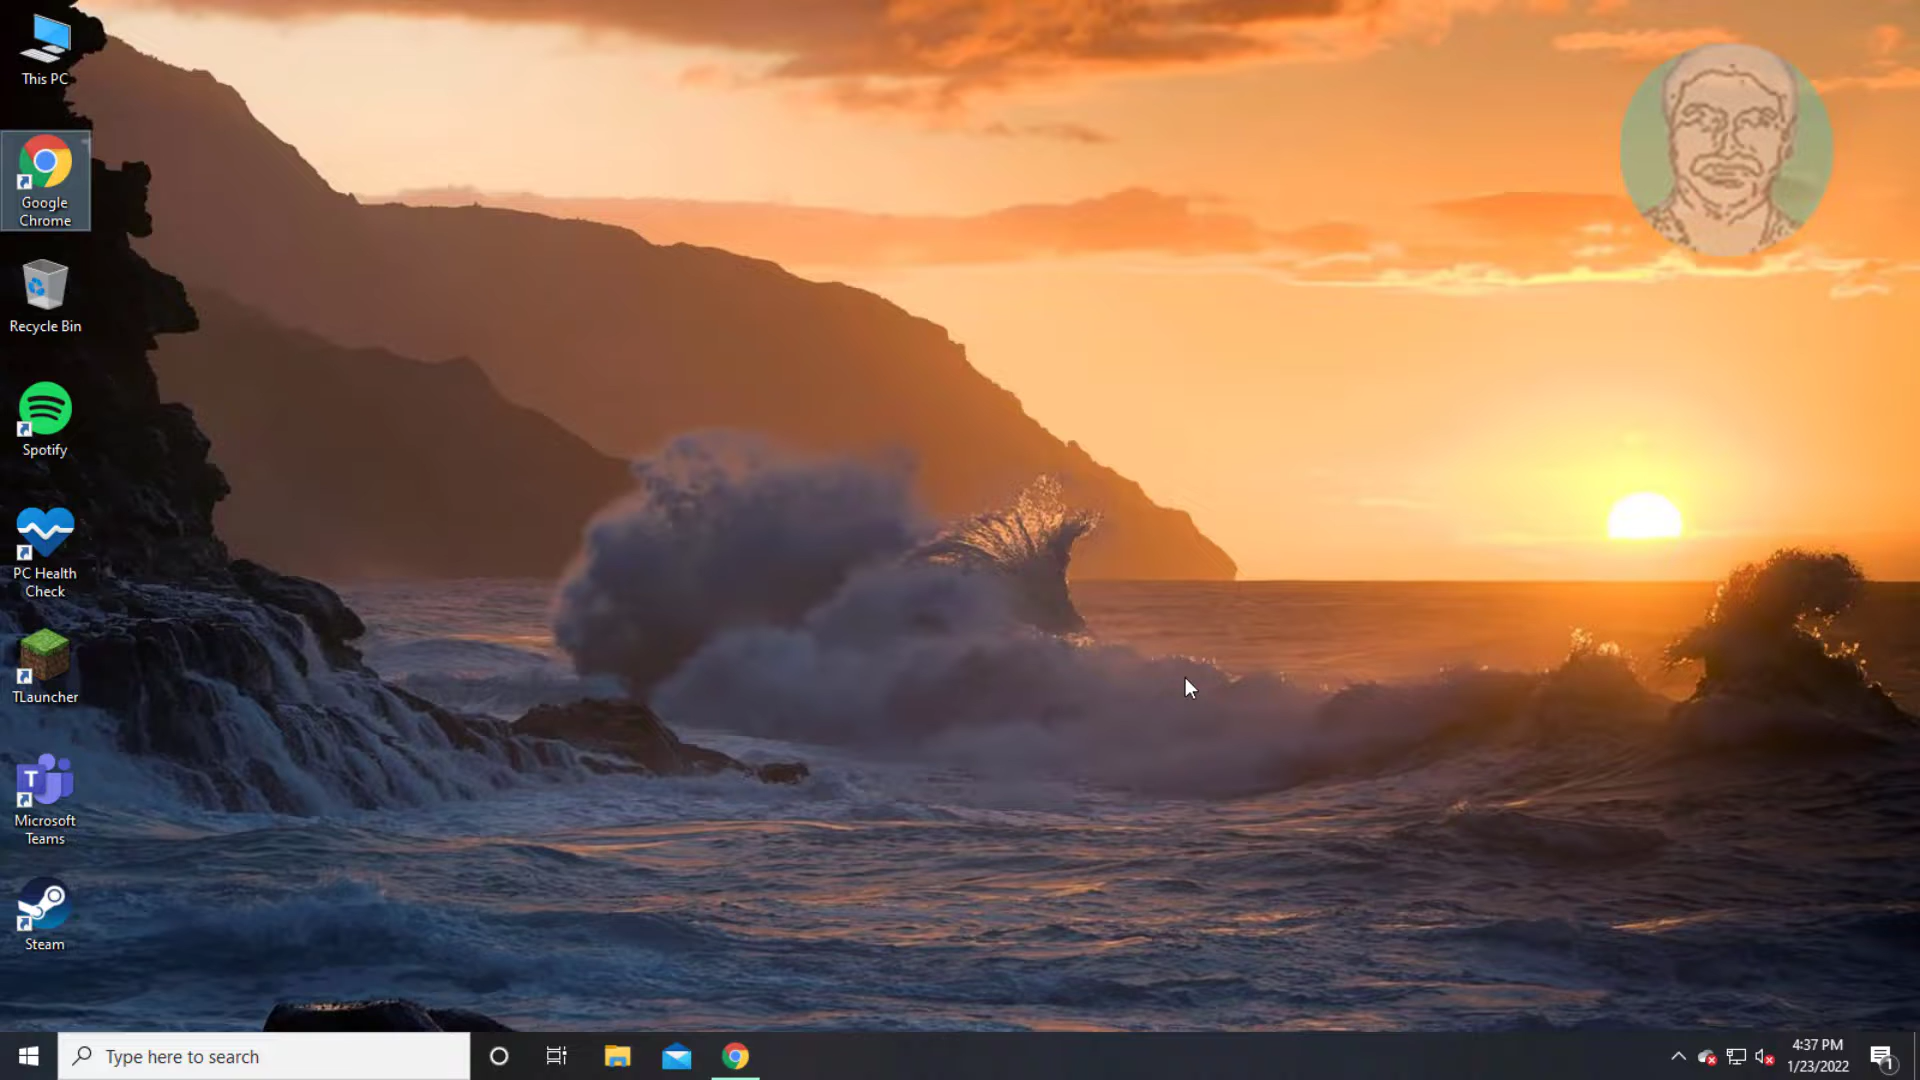 This PC
Google
Chrome
Recycle Bin
Spotify
PC Health
Check
TLauncher
T
Microsoft
Teams
Steam
Type here to search
4:37 PM
1/23/2022
1